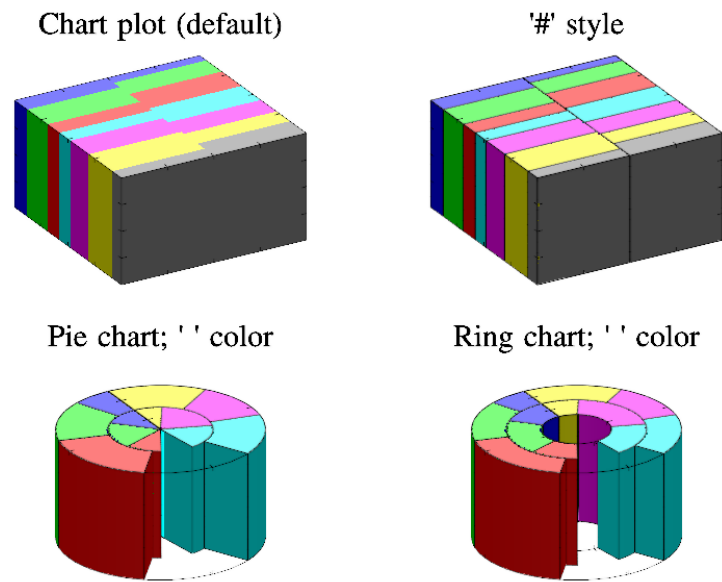 Chart plot (default)
'#' style
Pie chart; ' ' color
Ring chart; ' ' color